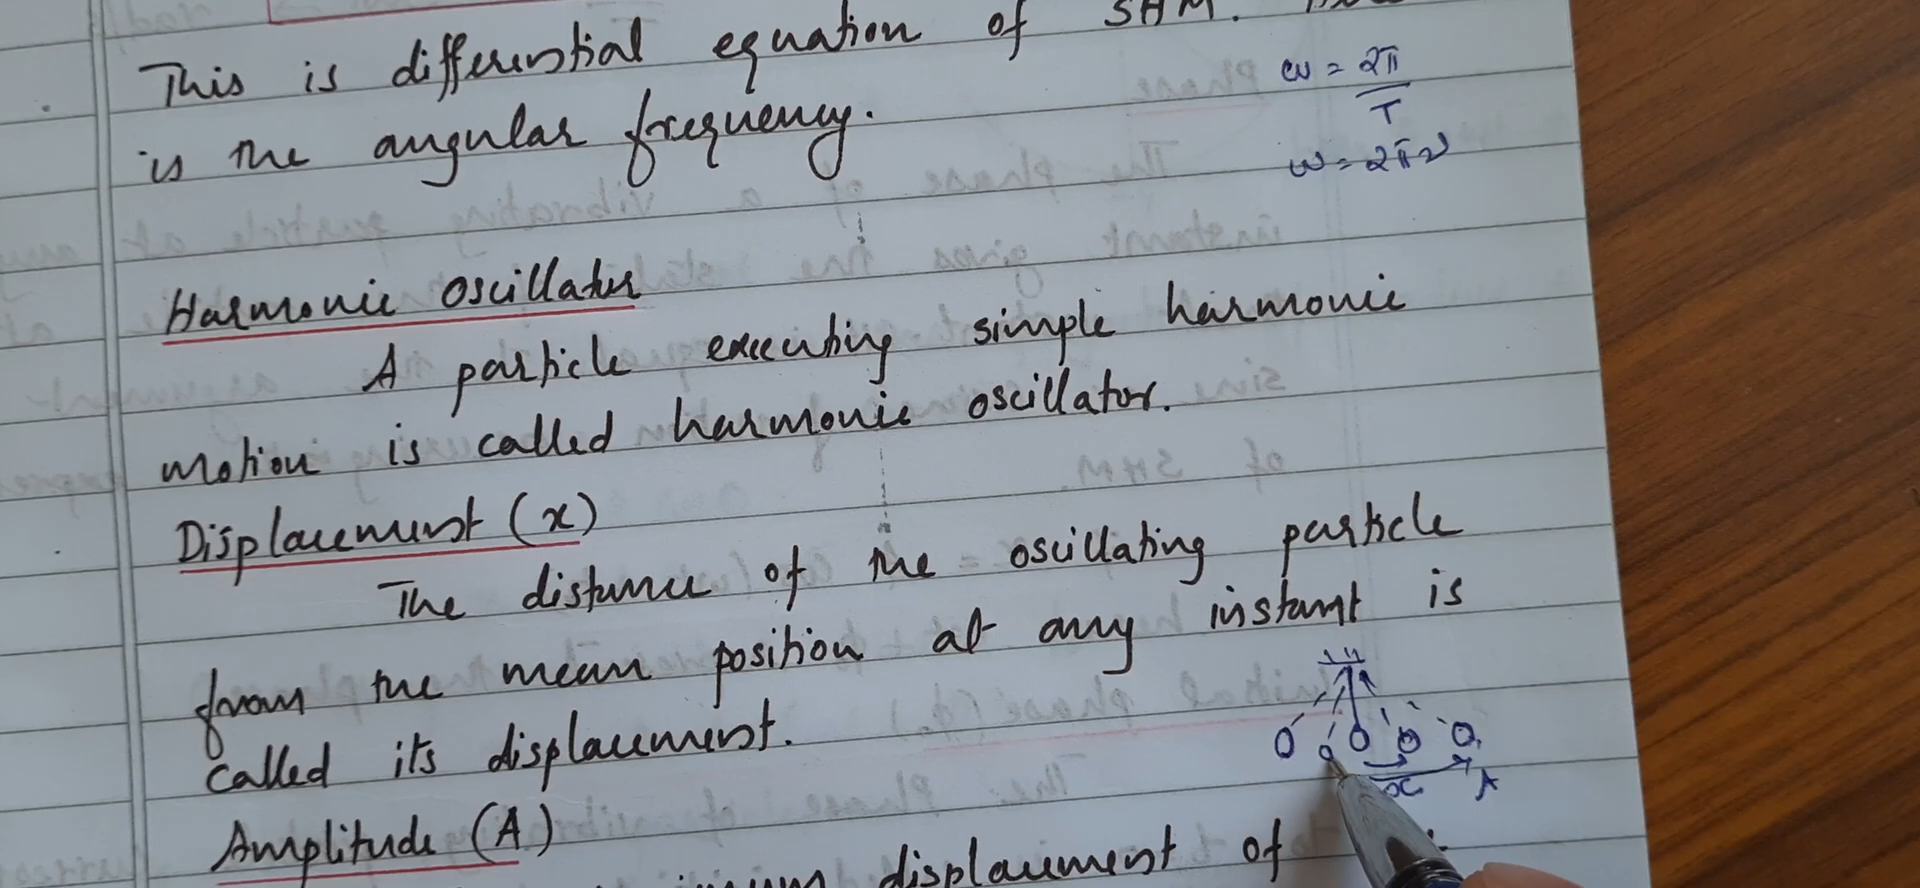 This is differential equation of SHM.
is the angular frequency.
ω = 2π
T
ω = 2πν
Harmonic Oscillator
A particle executing simple harmonic
motion is called harmonic oscillator.
Displacement (x)
The distance of the oscillating particle
from the mean position at any instant is
called its displacement.
x
A
Amplitude (A)
displacement of